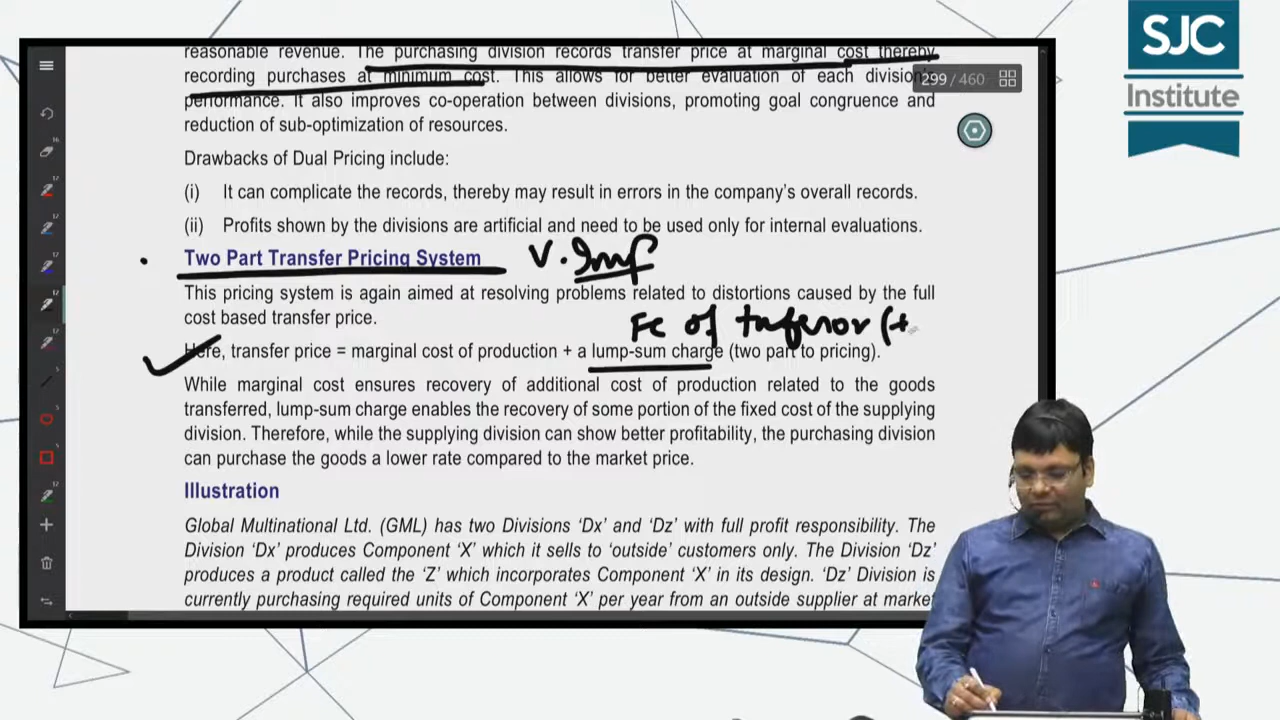 SJC
Institute
reasonable revenue. The purchasing division records transfer price at marginal cost thereby
299 / 460
recording purchases at minimum cost. This allows for better evaluation of each division's
performance. It also improves co-operation between divisions, promoting goal congruence and
reduction of sub-optimization of resources.
Drawbacks of Dual Pricing include:
(i) It can complicate the records, thereby may result in errors in the company's overall records.
(ii) Profits shown by the divisions are artificial and need to be used only for internal evaluations.
Two Part Transfer Pricing System V. Imp
This pricing system is again aimed at resolving problems related to distortions caused by the full
cost based transfer price.
FC of
Here, transfer price = marginal cost of production + a lump-sum charge (two part to pricing).
While marginal cost ensures recovery of additional cost of production related to the goods
transferred, lump-sum charge enables the recovery of some portion of the fixed cost of the supplying
division. Therefore, while the supplying division can show better profitability, the purchasing division
can purchase the goods a lower rate compared to the market price.
Illustration
Global Multinational Ltd. (GML) has two Divisions 'Dx' and 'Dz' with full profit responsibility. The
Division 'Dx' produces Component 'X' which it sells to 'outside' customers only. The Division 'Dz'
produces a product called the 'Z' which incorporates Component 'X' in its design. 'Dz' Division is
currently purchasing required units of Component 'X' per year from an outside supplier at market